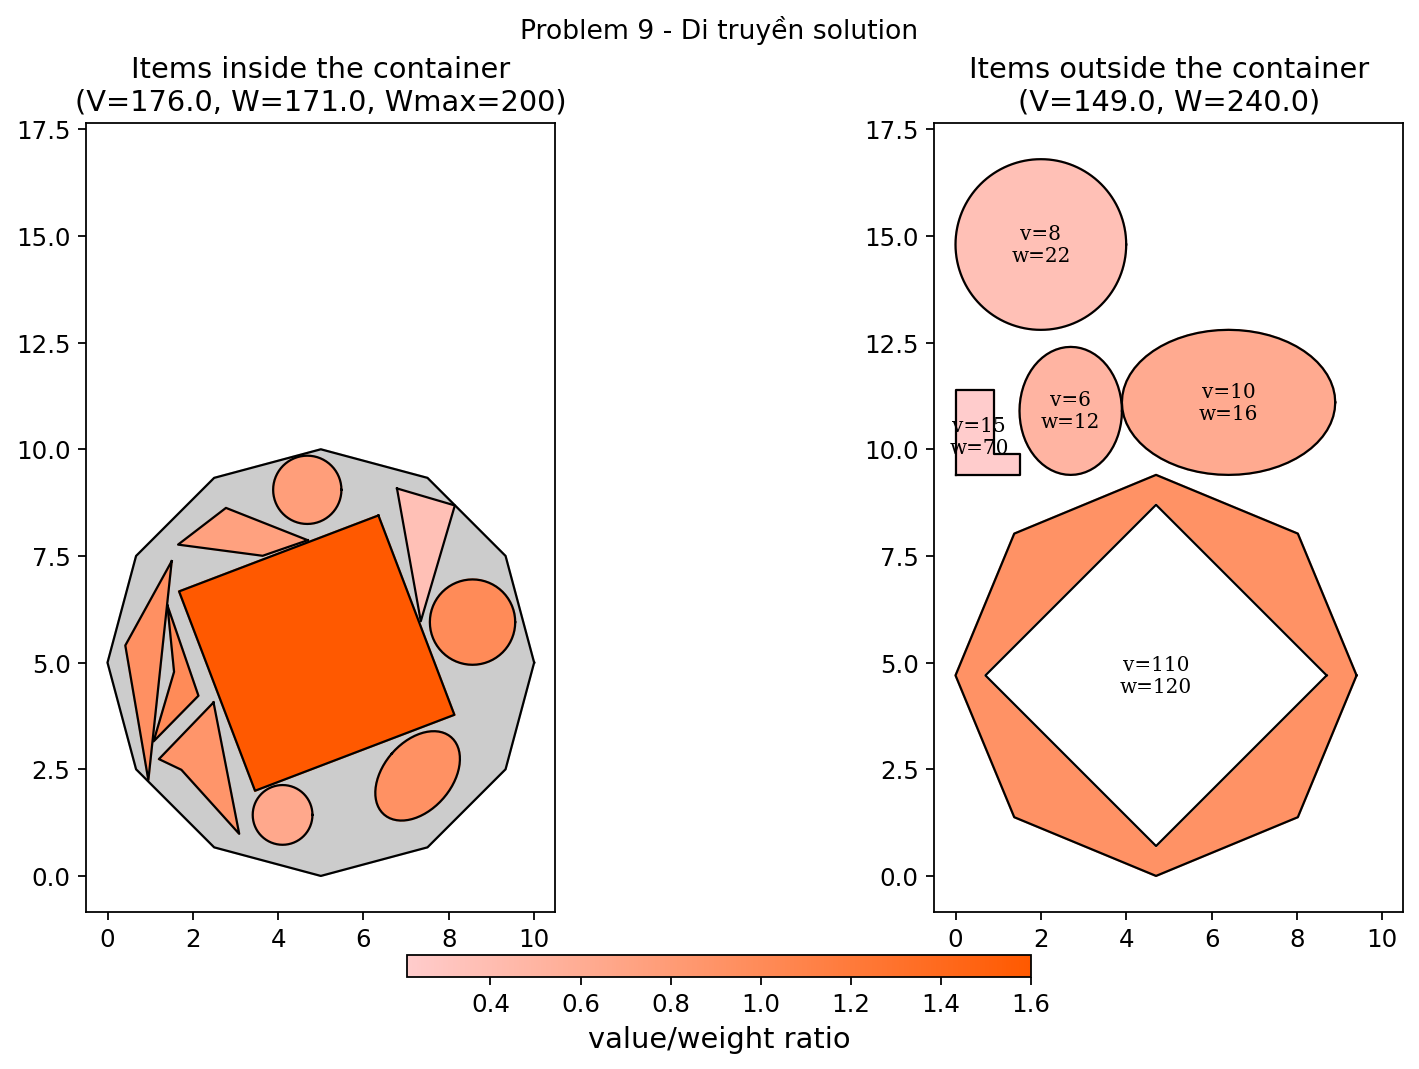 Problem 9 - Di truyền solution
Items inside the container
(V=176.0, W=171.0, Wmax=200)
17.5
15.0
12.5
10.0
7.5
5.0
2.5
0.0
0 2 4 6 8 10
Items outside the container
(V=149.0, W=240.0)
17.5
15.0
12.5
10.0
7.5
5.0
2.5
0.0
v=8
w=22
v=15
w=70
v=6
w=12
v=10
w=16
v=110
w=120
0 2 4 6 8 10
0.4 0.6 0.8 1.0 1.2 1.4 1.6
value/weight ratio